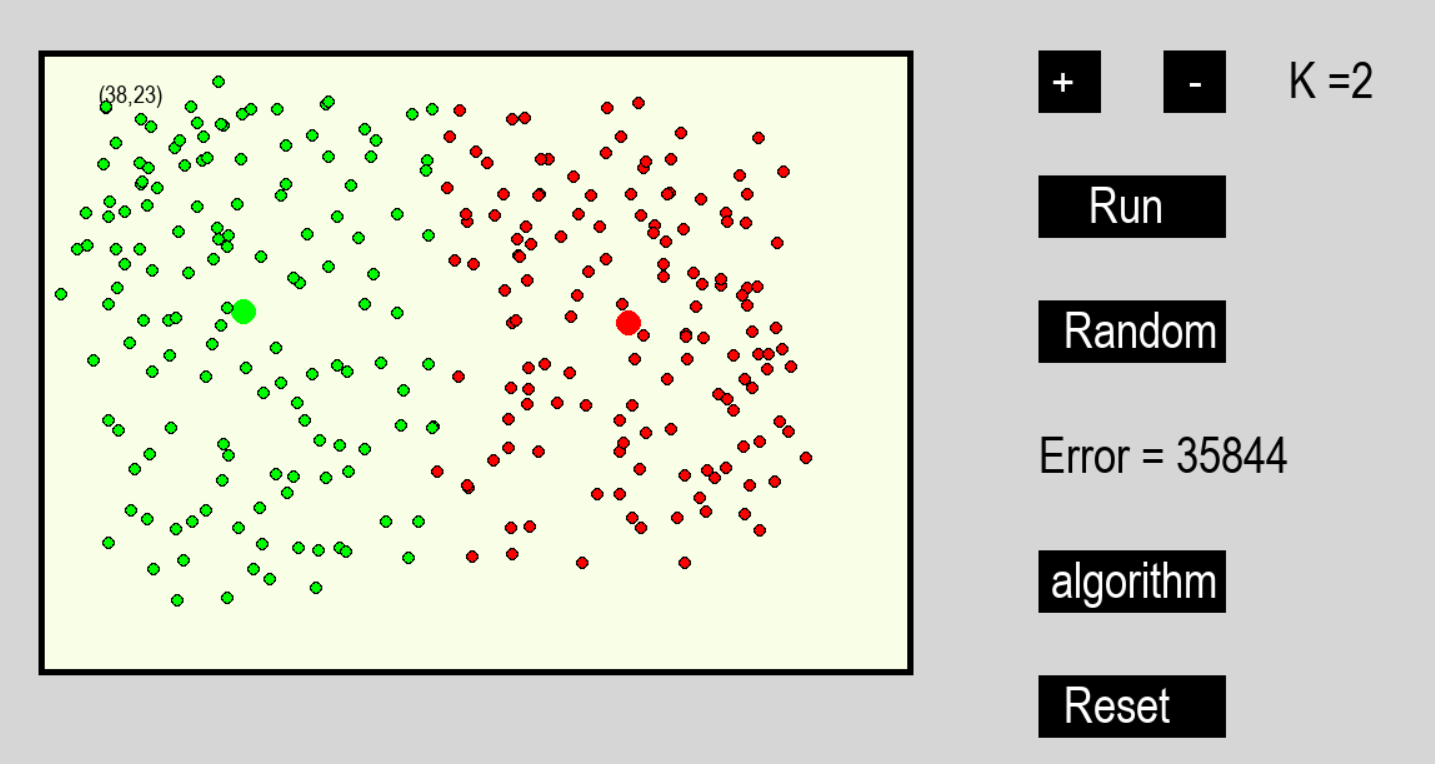 (38,23)
+ - K =2
Run
Random
Error = 35844
algorithm
Reset